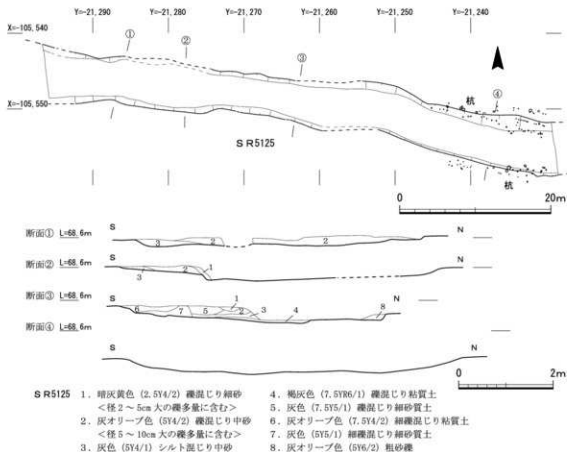 Y=-21,290 Y=-21,280 Y=-21,270 Y=-21,260 Y=-21,250 Y=-21,240
X=-105,540
① ② ③
杭 ④
X=-105,550
SR5125
杭
0 20m
S N
断面① L=68.6m
3 2 2
S N
断面② L=68.6m
3 2 1
断面③ S N
L=68.6m
6 7 5 2 1 3 4 8
断面④ L=68.6m
S N
0 2m
SR5125 1. 暗灰黄色 (2.5Y4/2) 礫混じり細砂
<径2～5cm大の礫多量に含む>
2. 灰オリーブ色 (5Y4/2) 礫混じり中砂
<径5～10cm大の礫多量に含む>
3. 灰色 (5Y4/1) シルト混じり中砂
4. 褐灰色 (7.5YR6/1) 礫混じり粘質土
5. 灰色 (7.5Y5/1) 礫混じり細砂質土
6. 灰オリーブ色 (7.5Y4/2) 細礫混じり粘質土
7. 灰色 (5Y5/1) 細礫混じり細砂質土
8. 灰オリーブ色 (5Y6/2) 粗砂礫